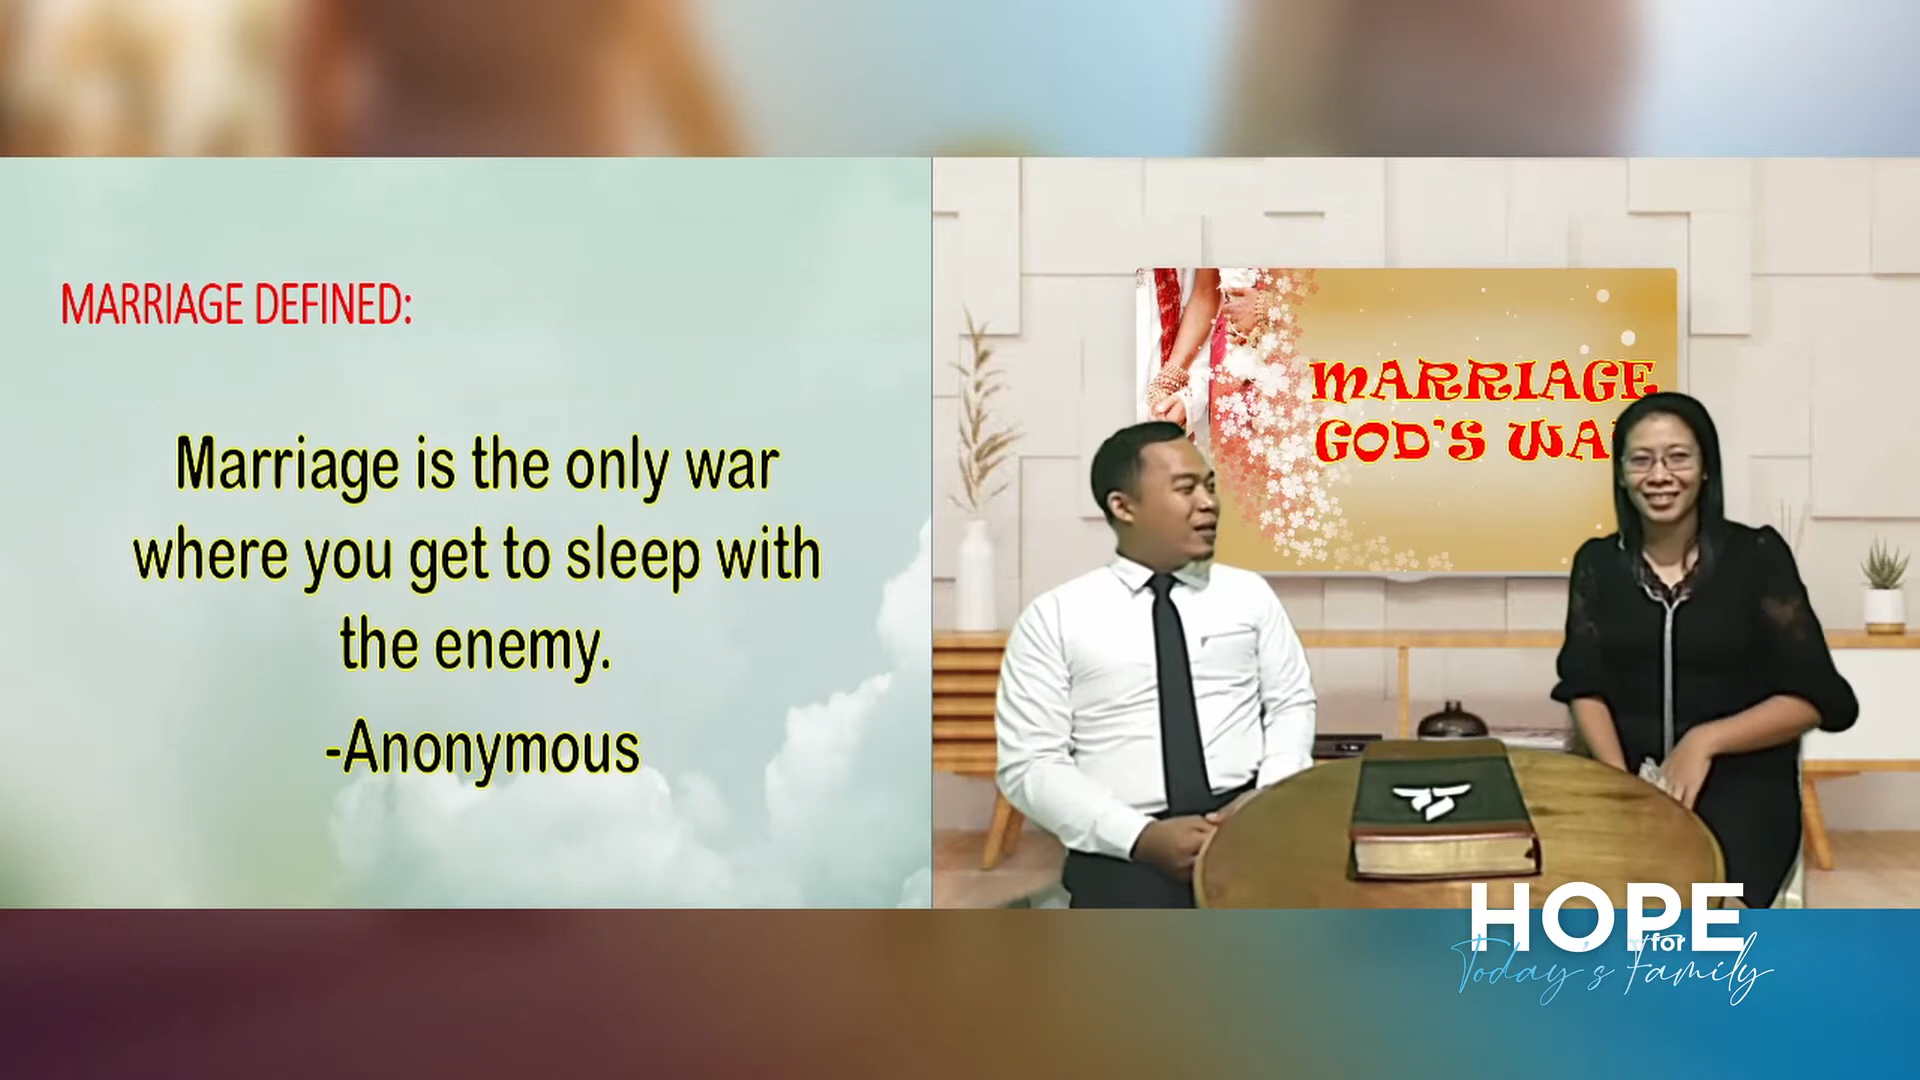 MARRIAGE DEFINED:
Marriage is the only war
where you get to sleep with
the enemy.
-Anonymous
MARRIAGE
GOD'S WA
HOPE
for
Today's Family